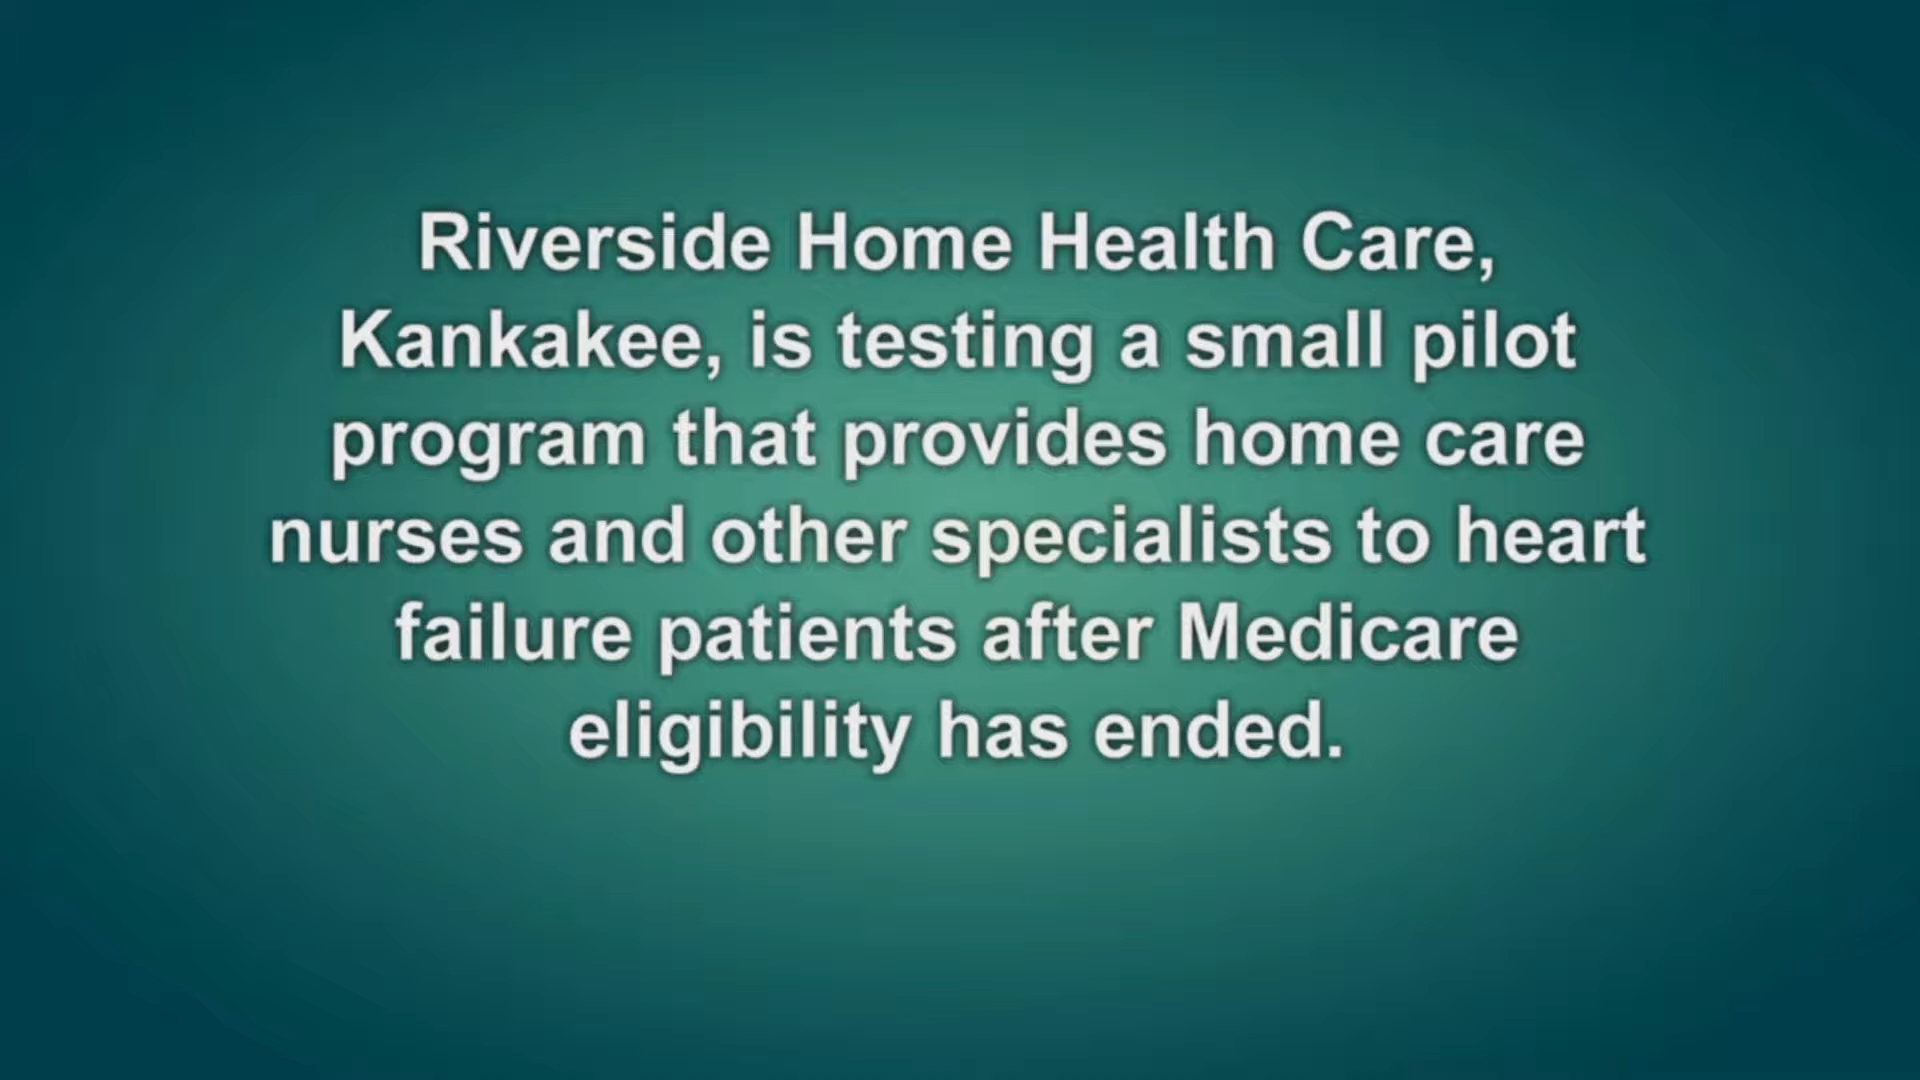 Riverside Home Health Care,
Kankakee, is testing a small pilot
program that provides home care
nurses and other specialists to heart
failure patients after Medicare
eligibility has ended.